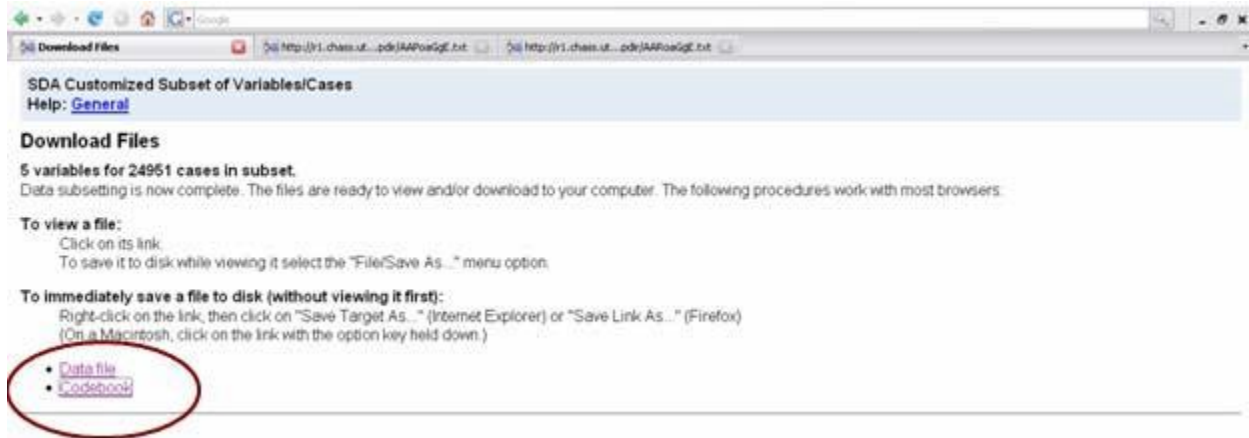 Google
Download Files
SDA Customized Subset of Variables/Cases
Help: General
Download Files
5 variables for 24951 cases in subset.
Data subsetting is now complete. The files are ready to view and/or download to your computer. The following procedures work with most browsers:
To view a file:
Click on its link.
To save it to disk while viewing it select the "File/Save As..." menu option.
To immediately save a file to disk (without viewing it first):
Right-click on the link, then click on "Save Target As..." (Internet Explorer) or "Save Link As..." (Firefox)
(On a Macintosh, click on the link with the option key held down.)
• Data file
• Codebook